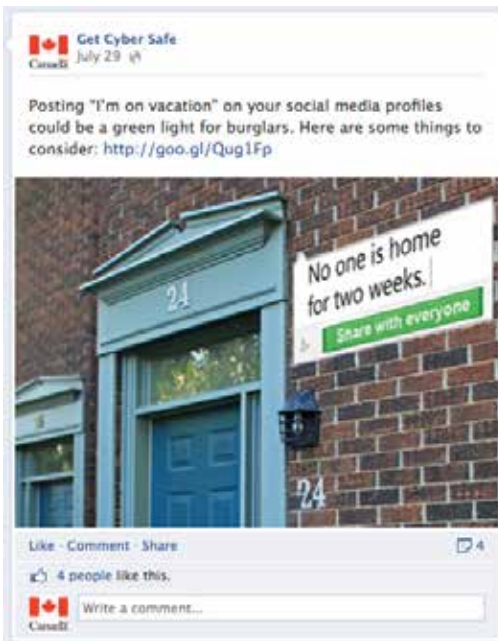 Get Cyber Safe
July 29
Canada
Posting "I'm on vacation" on your social media profiles
could be a green light for burglars. Here are some things to
consider: http://goo.gl/Qug1Fp
24
No one is home
for two weeks.
Share with everyone
24
Like · Comment · Share
4
4 people like this.
Write a comment...
Canada